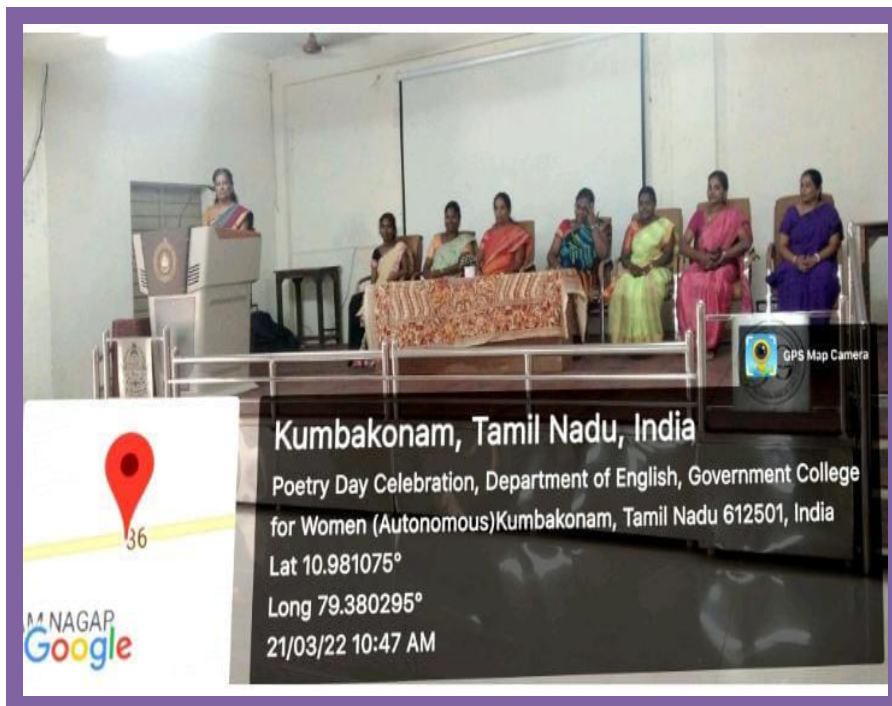 GPS Map Camera
Kumbakonam, Tamil Nadu, India
Poetry Day Celebration, Department of English, Government College
for Women (Autonomous)Kumbakonam, Tamil Nadu 612501, India
Lat 10.981075°
Long 79.380295°
21/03/22 10:47 AM
36
M NAGAR
Google